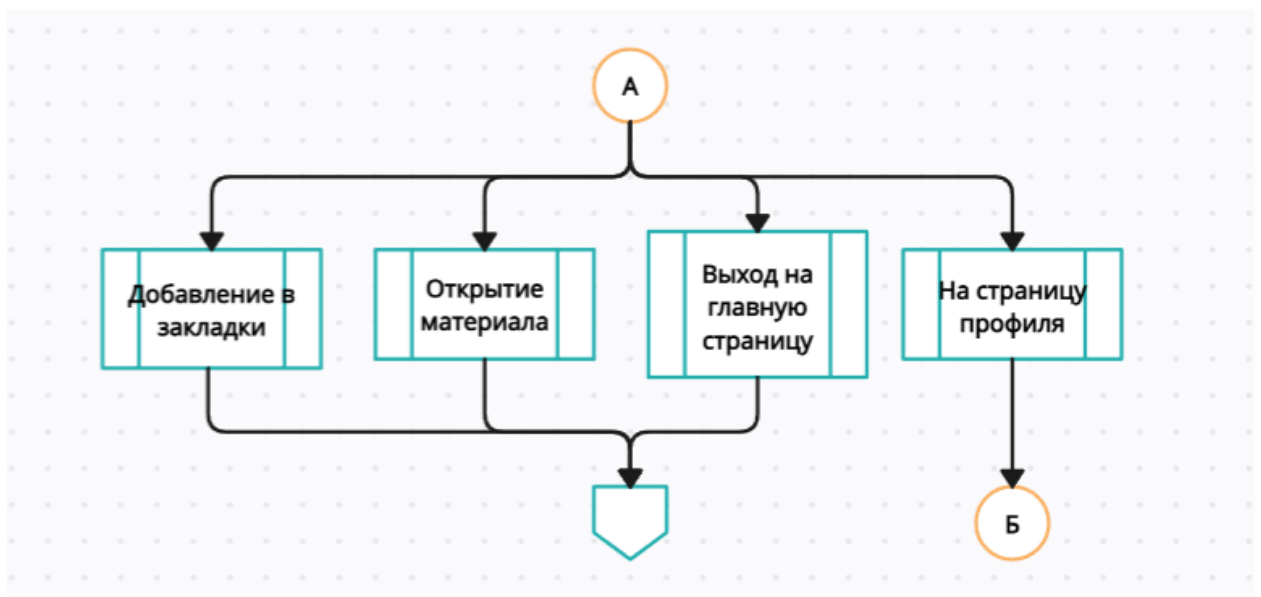 А
Добавление в
закладки
Открытие
материала
Выход на
главную
страницу
На страницу
профиля
Б